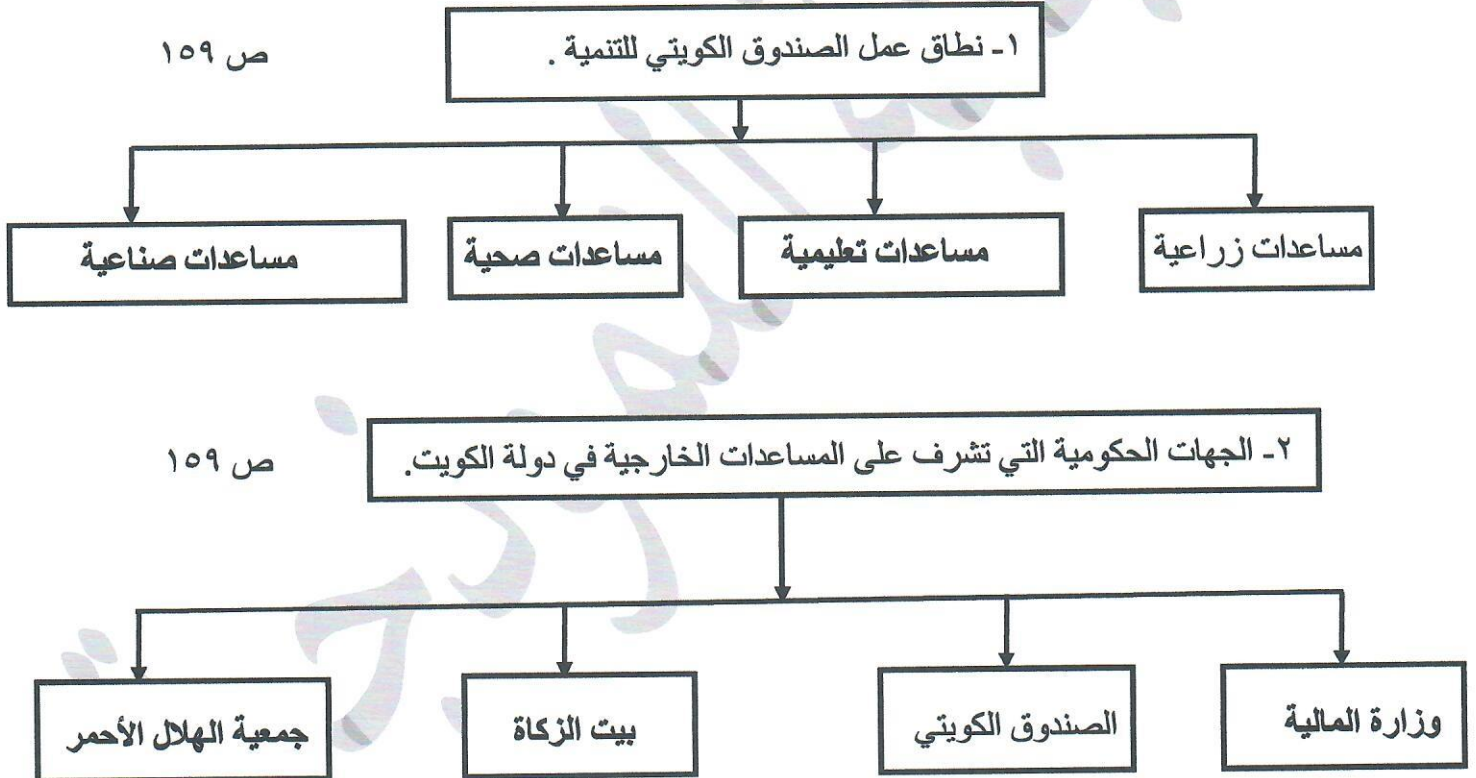 ١- نطاق عمل الصندوق الكويتي للتنمية .
ص ١٥٩
مساعدات زراعية
مساعدات تعليمية
مساعدات صحية
مساعدات صناعية
٢- الجهات الحكومية التي تشرف على المساعدات الخارجية في دولة الكويت.
ص ١٥٩
وزارة المالية
الصندوق الكويتي
بيت الزكاة
جمعية الهلال الأحمر